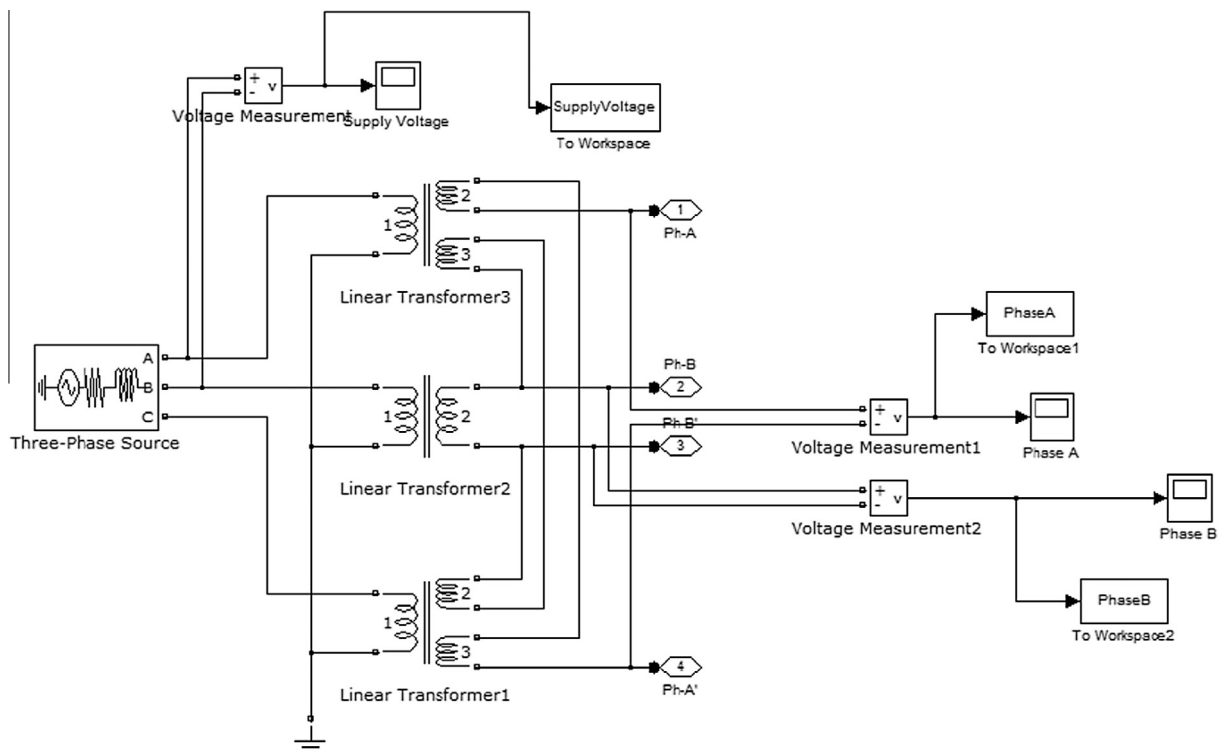 +
-
v
Voltage Measurement
Supply Voltage
SupplyVoltage
To Workspace
1
2
3
Linear Transformer3
1
Ph-A
A
B
C
Three-Phase Source
1
2
Linear Transformer2
Ph-B
2
Ph-B'
3
PhaseA
To Workspace1
+
-
v
Voltage Measurement1
Phase A
+
-
v
Voltage Measurement2
Phase B
PhaseB
To Workspace2
1
2
3
Linear Transformer1
4
Ph-A'